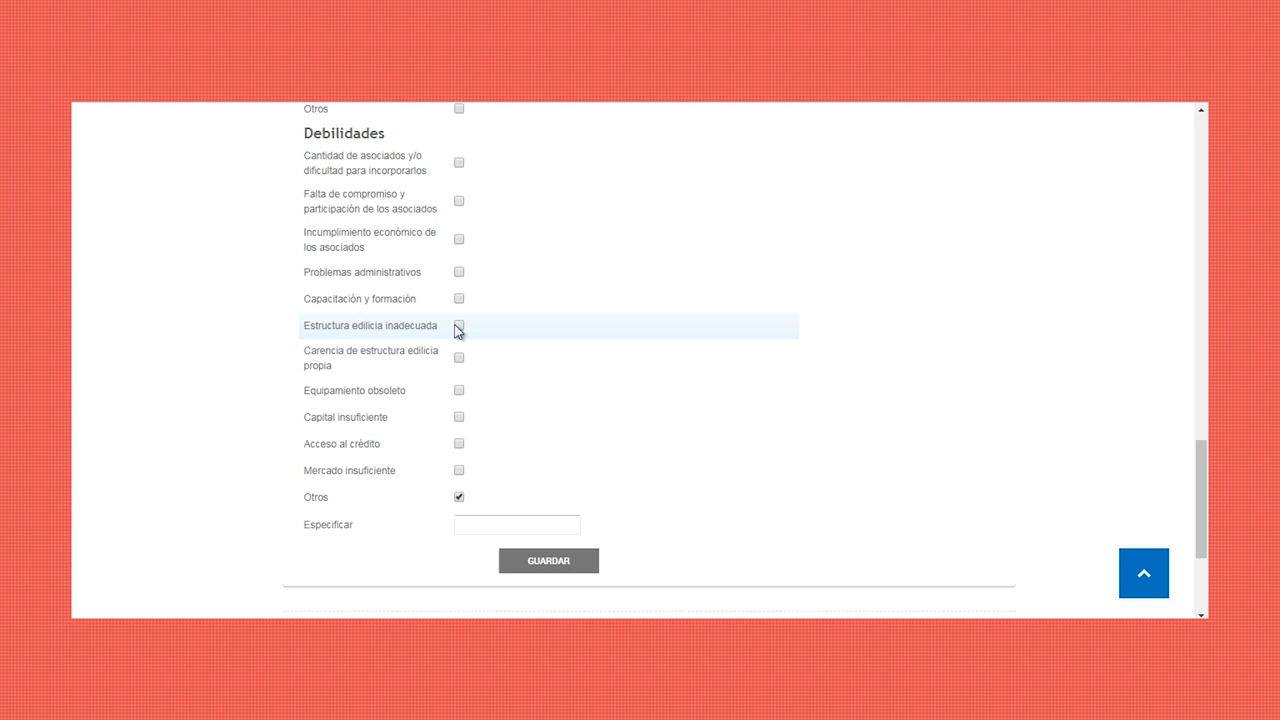 Otros
Debilidades
Cantidad de asociados y/o
dificultad para incorporarlos
Falta de compromiso y
participación de los asociados
Incumplimiento económico de
los asociados
Problemas administrativos
Capacitación y formación
Estructura edilicia inadecuada
Carencia de estructura edilicia
propia
Equipamiento obsoleto
Capital insuficiente
Acceso al crédito
Mercado insuficiente
Otros
Especificar
GUARDAR